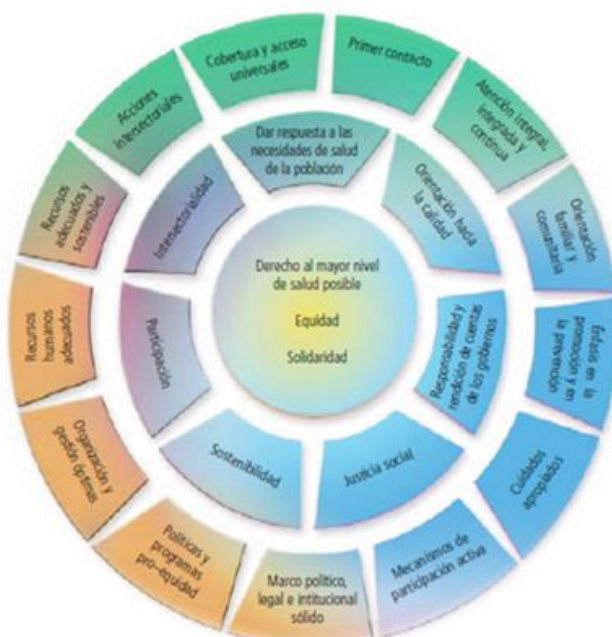 Cobertura y acceso
universales
Primer contacto
Atención integral,
integrada y
continua
Orientación
familiar y
comunitaria
Énfasis en la
promoción y en
la prevención
Cuidados
apropiados
Mecanismos de
participación activa
Marco político,
legal e intitucional
sólido
Políticas y
programas
pro-equidad
Organización y
gestión óptimas
Recursos
humanos
adecuados
Recursos
adecuados y
sostenibles
Acciones
intersectoriales
Dar respuesta a las
necesidades de salud
de la población
Orientación hacia
la calidad
Responsabilidad y
rendición de cuentas
de los gobiernos
Justicia social
Sostenibilidad
Participación
Intersectorialidad
Derecho al mayor nivel
de salud posible
Equidad
Solidaridad